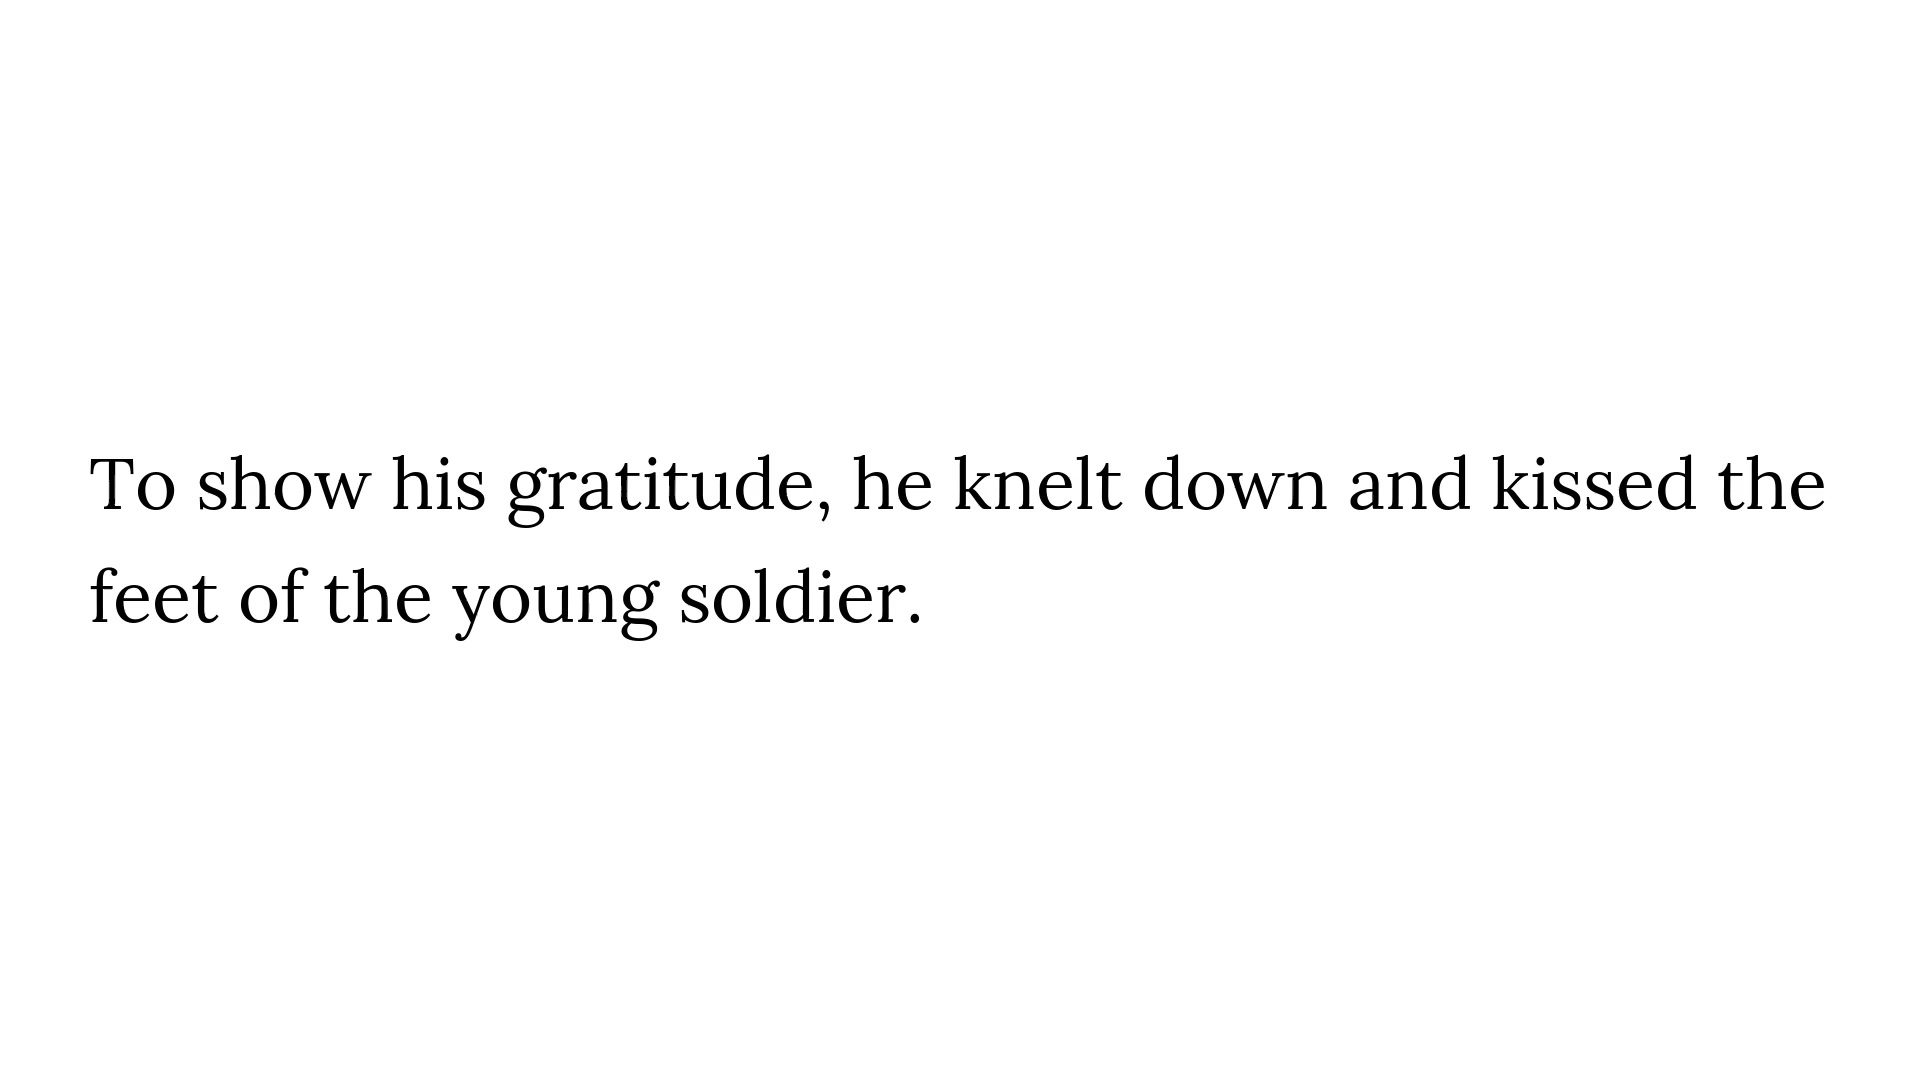 To show his gratitude, he knelt down and kissed the
feet of the young soldier.